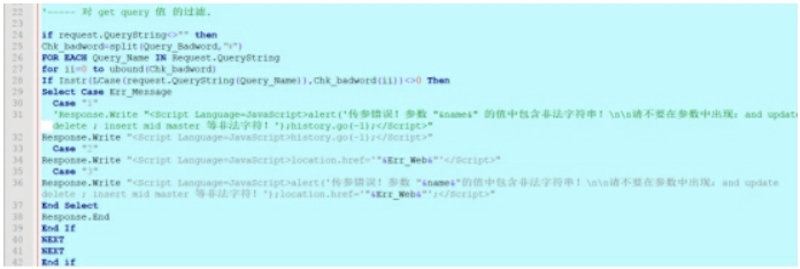 22 '----- 对 get query 值 的过滤.
23
24 if request.QueryString<>"" then
25 Chk_badword=split(Query_Badword,"‖")
26 FOR EACH Query_Name IN Request.QueryString
27 for ii=0 to ubound(Chk_badword)
28 If Instr(LCase(request.QueryString(Query_Name)),Chk_badword(ii))<>0 Then
29 Select Case Err_Message
30 Case "1"
31 'Response.Write "<Script Language=JavaScript>alert('传参错误！参数 "&name&" 的值中包含非法字符串！\n\n请不要在参数中出现：and update
delete ; insert mid master 等非法字符！');history.go(-1);</Script>"
32 Response.Write "<Script Language=JavaScript>history.go(-1);</Script>"
33 Case "2"
34 Response.Write "<Script Language=JavaScript>location.href='"&Err_Web&"'</Script>"
35 Case "3"
36 Response.Write "<Script Language=JavaScript>alert('传参错误！参数 "&name&"的值中包含非法字符串！\n\n请不要在参数中出现：and update
delete ; insert mid master 等非法字符！');location.href='"&Err_Web&"';</Script>"
37 End Select
38 Response.End
39 End If
40 NEXT
41 NEXT
42 End if